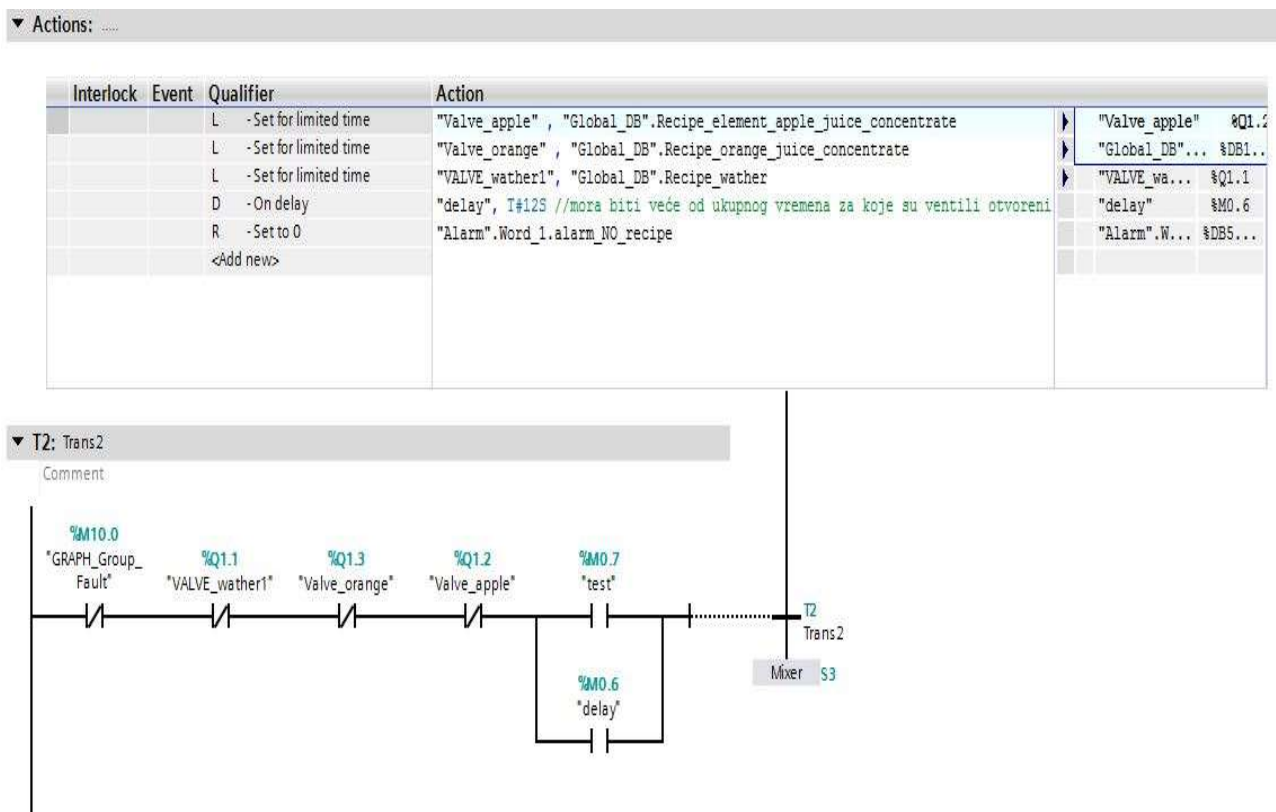 Actions: .....
Interlock Event Qualifier Action
L - Set for limited time "Valve_apple" , "Global_DB".Recipe_element_apple_juice_concentrate "Valve_apple" %Q1.2
L - Set for limited time "Valve_orange" , "Global_DB".Recipe_orange_juice_concentrate "Global_DB"... %DB1..
L - Set for limited time "VALVE_wather1", "Global_DB".Recipe_wather "VALVE_wa... %Q1.1
D - On delay "delay", T#12S //mora biti veće od ukupnog vremena za koje su ventili otvoreni "delay" %M0.6
R - Set to 0 "Alarm".Word_1.alarm_NO_recipe "Alarm".W... %DB5...
<Add new>
T2: Trans2
Comment
%M10.0
"GRAPH_Group_ %Q1.1 %Q1.3 %Q1.2 %M0.7
Fault" "VALVE_wather1" "Valve_orange" "Valve_apple" "test"
T2
Trans2
Mixer S3
%M0.6
"delay"